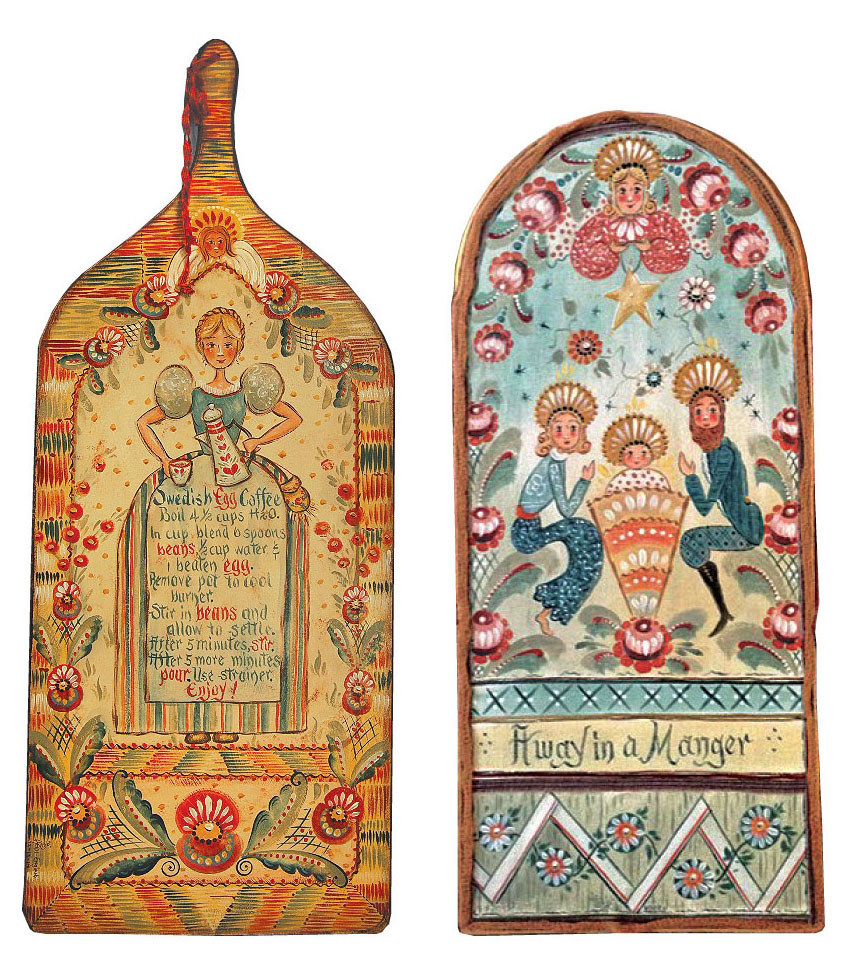 Swedish Egg Coffee
Boil 4 ½ cups H2O.
In cup, blend 6 spoons
beans, ½ cup water &
1 beaten egg.
Remove pot to cool
burner.
Stir in beans and
allow to settle.
After 5 minutes, stir.
After 5 more minutes
pour. Use strainer.
Enjoy!
Away in a Manger